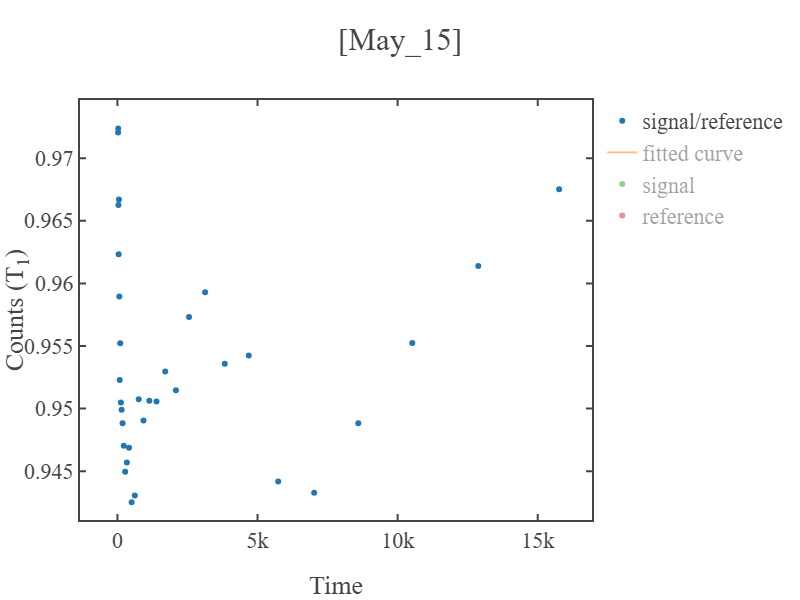 [May_15]
signal/reference
fitted curve
signal
reference
Counts (T1)
0.97
0.965
0.96
0.955
0.95
0.945
0 5k 10k 15k
Time